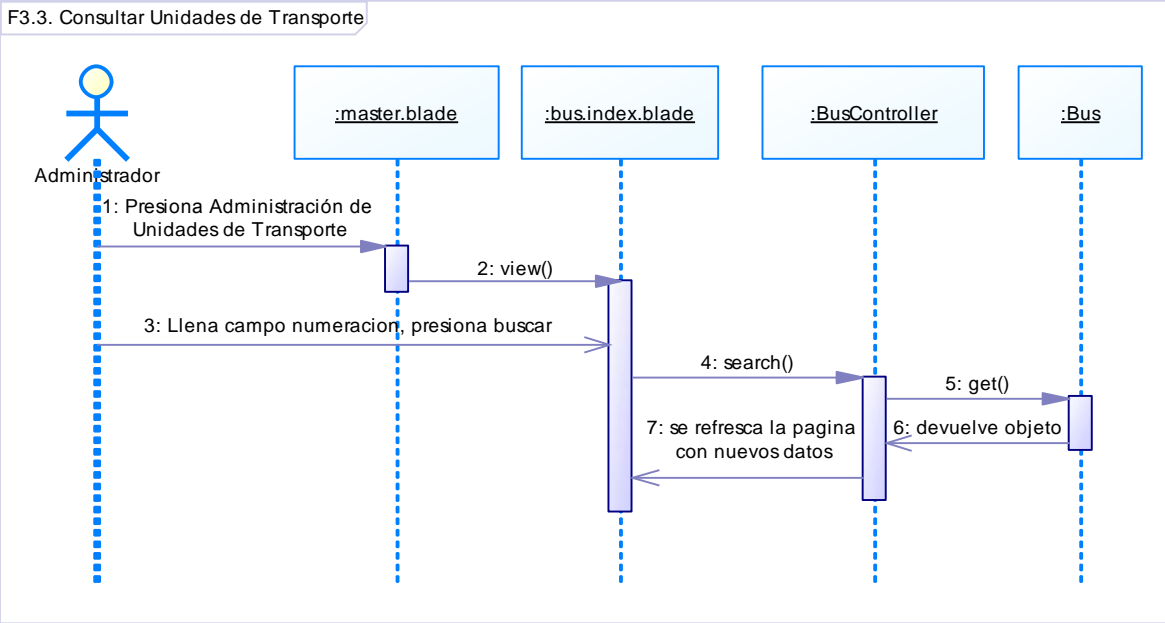 F3.3. Consultar Unidades de Transporte
:master.blade
:bus.index.blade
:BusController
:Bus
Administrador
1: Presiona Administración de
Unidades de Transporte
2: view()
3: Llena campo numeracion, presiona buscar
4: search()
5: get()
7: se refresca la pagina
con nuevos datos
6: devuelve objeto